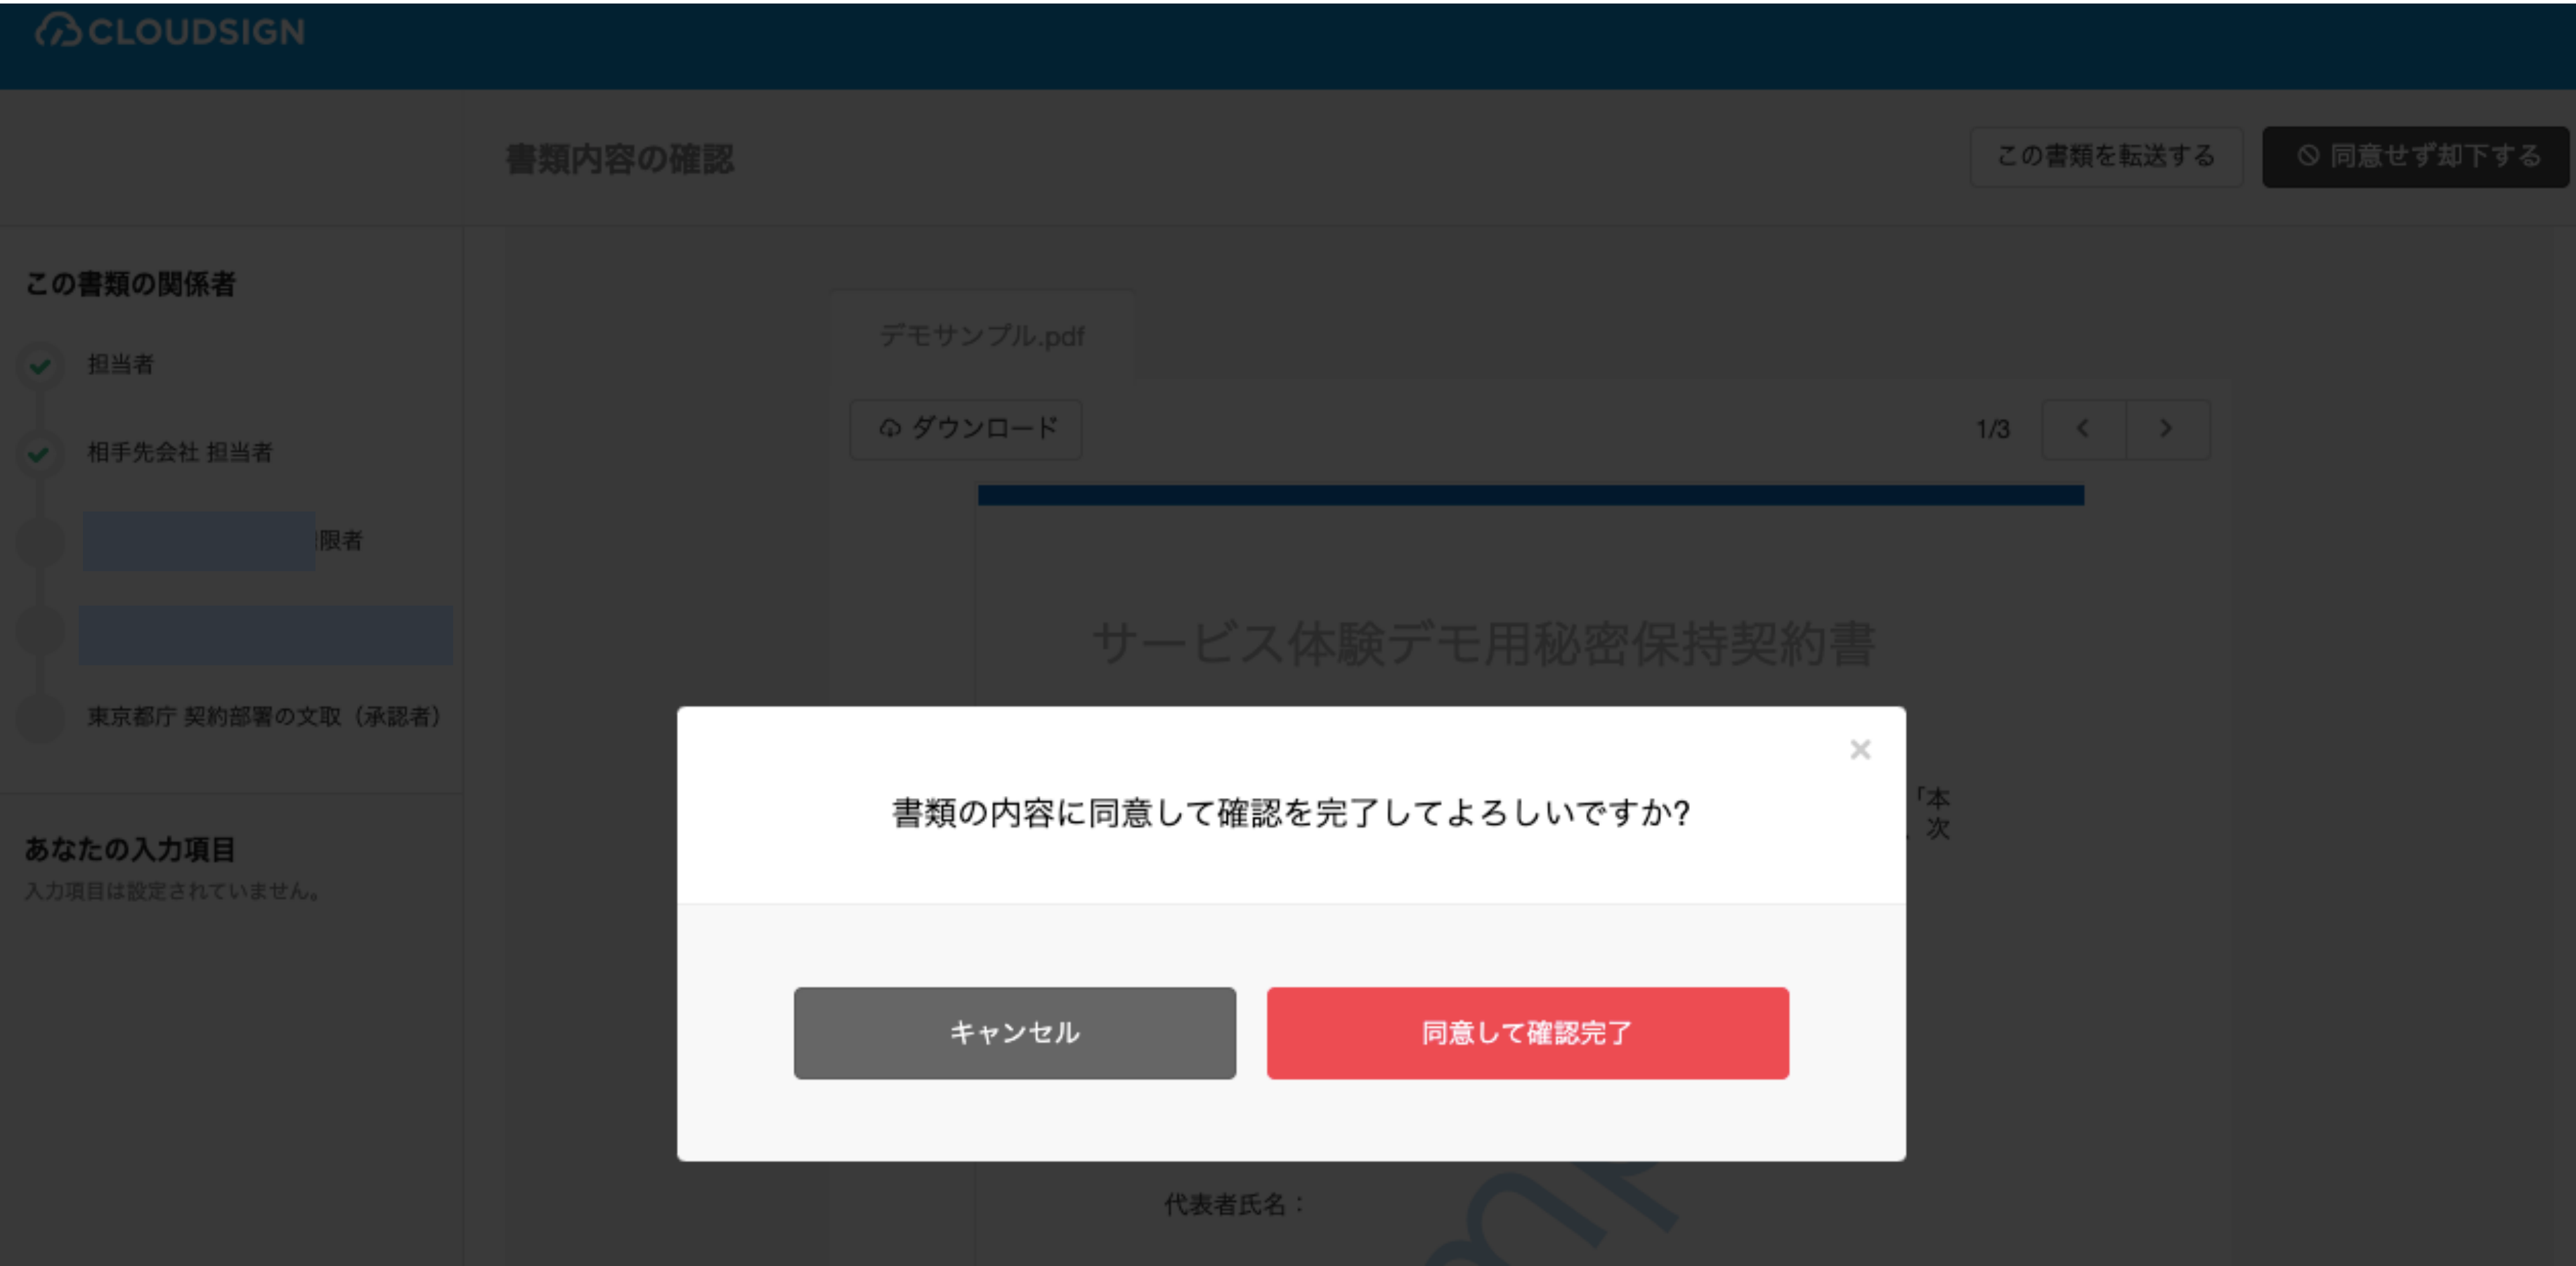 CLOUDSIGN
書類内容の確認
この書類を転送する
同意せず却下する
この書類の関係者
担当者
相手先会社 担当者
限者
東京都庁 契約部署の文取（承認者）
あなたの入力項目
入力項目は設定されていません。
デモサンプル.pdf
ダウンロード
1/3
サービス体験デモ用秘密保持契約書
「本
次
書類の内容に同意して確認を完了してよろしいですか?
キャンセル
同意して確認完了
代表者氏名：